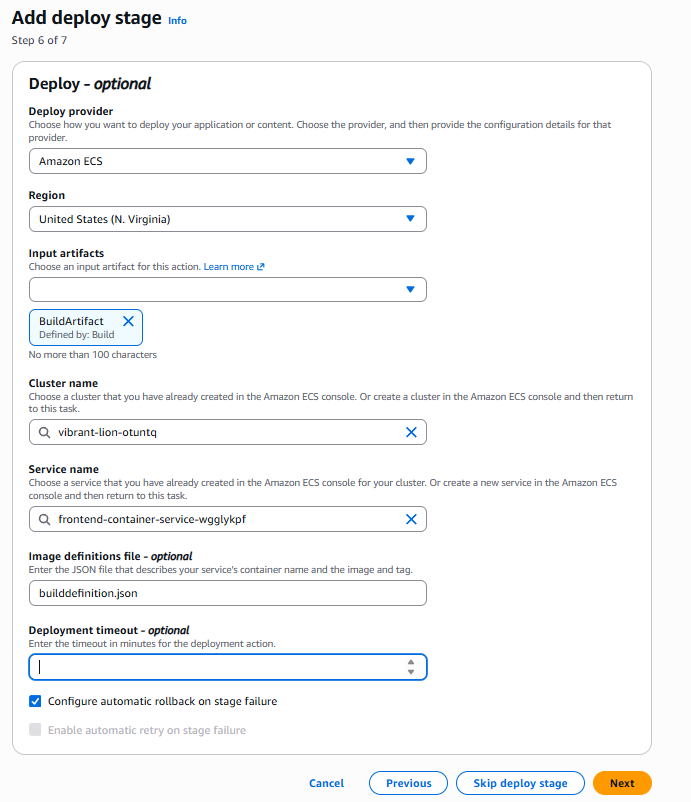 Add deploy stage Info
Step 6 of 7
Deploy - optional
Deploy provider
Choose how you want to deploy your application or content. Choose the provider, and then provide the configuration details for that
provider.
Amazon ECS
Region
United States (N. Virginia)
Input artifacts
Choose an input artifact for this action. Learn more
BuildArtifact
Defined by: Build
No more than 100 characters
Cluster name
Choose a cluster that you have already created in the Amazon ECS console. Or create a cluster in the Amazon ECS console and then return
to this task.
vibrant-lion-otuntq
Service name
Choose a service that you have already created in the Amazon ECS console for your cluster. Or create a new service in the Amazon ECS
console and then return to this task.
frontend-container-service-wgglykpf
Image definitions file - optional
Enter the JSON file that describes your service's container name and the image and tag.
builddefinition.json
Deployment timeout - optional
Enter the timeout in minutes for the deployment action.
Configure automatic rollback on stage failure
Enable automatic retry on stage failure
Cancel Previous Skip deploy stage Next